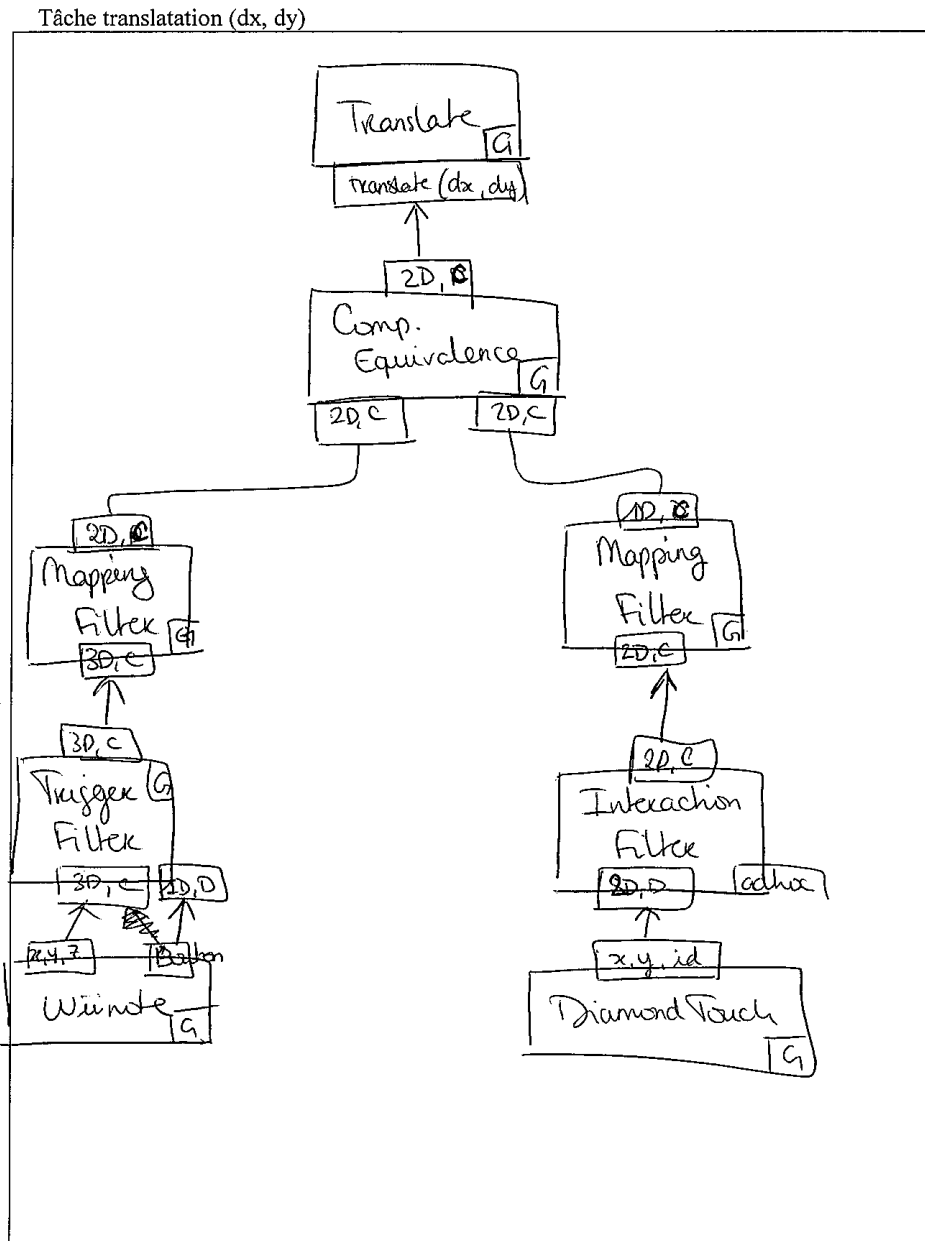 Tâche translatation (dx, dy)
Translate
G
translate (dx, dy)
2D, C
Comp.
Equivalence
G
2D, C
2D, C
2D, C
Mapping
Filter
G
3D, C
1D, C
Mapping
Filter
G
2D, C
3D, C
Trigger
G
Filter
3D, C
1D, D
x, y, z
Bouton
Wiimote
G
2D, C
Interaction
Filter
2D, D
adhoc
x, y, id
DiamondTouch
G